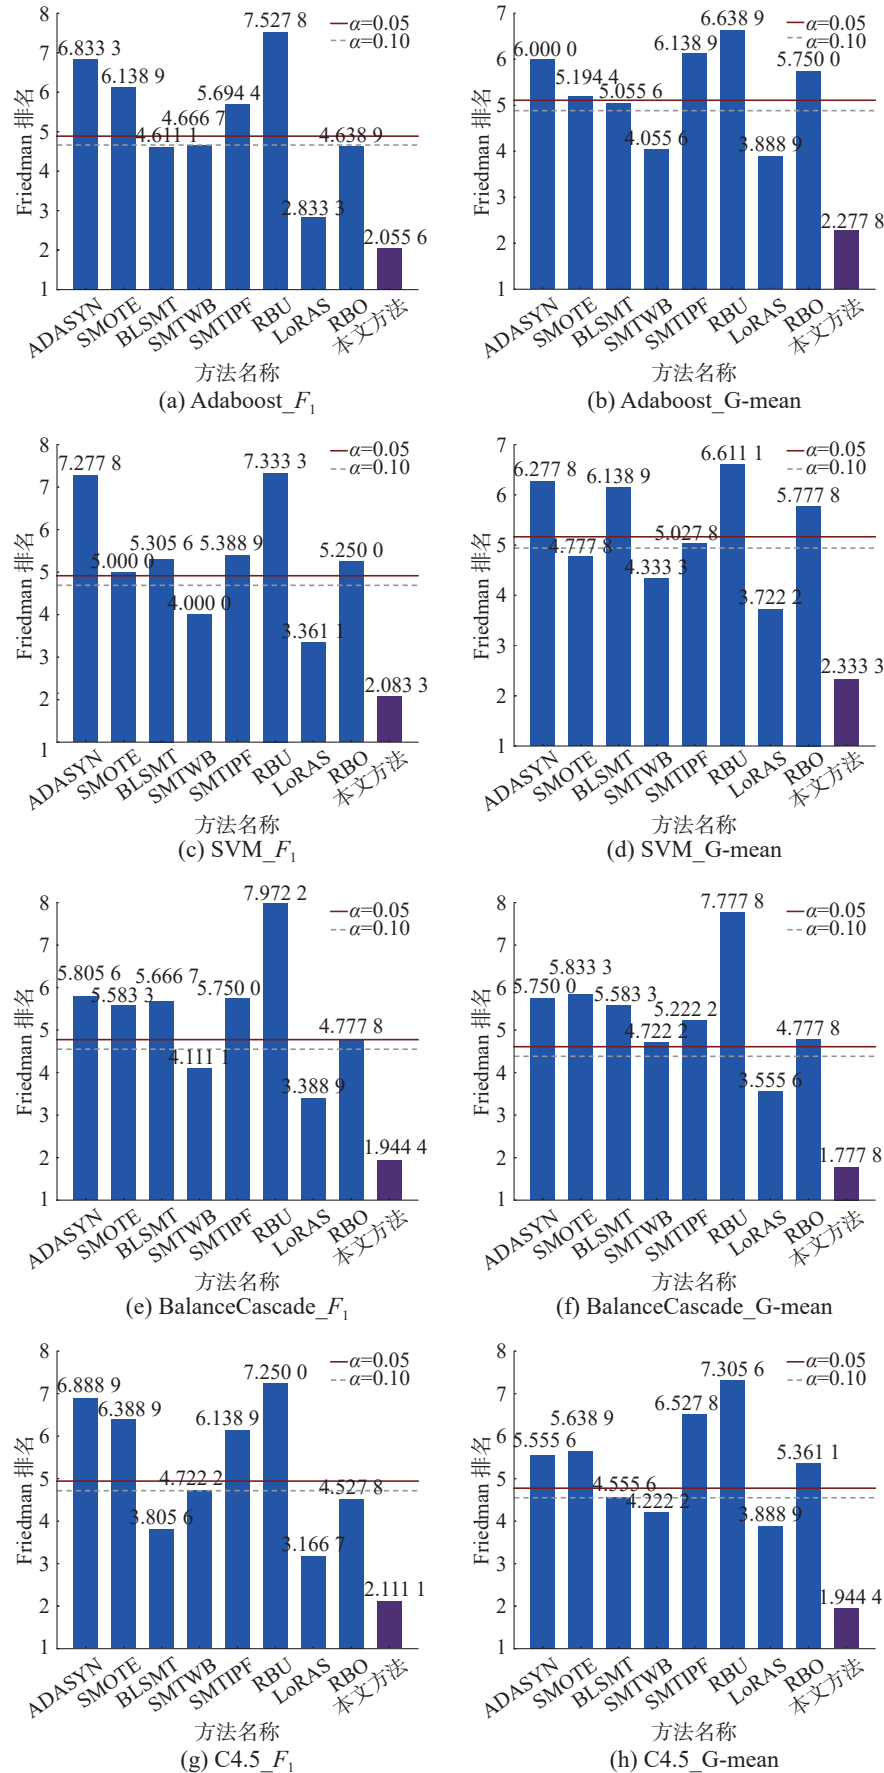 8
7
6
5
4
3
2
1
Friedman 排名
α=0.05
α=0.10
6.833 3
6.138 9
4.611 1
4.666 7
5.694 4
7.527 8
2.833 3
4.638 9
2.055 6
ADASYN
SMOTE
BLSMT
SMTWB
SMTIPF
RBU
LoRAS
RBO
本文方法
方法名称
(a) Adaboost_F₁
7
6
5
4
3
2
1
Friedman 排名
α=0.05
α=0.10
6.000 0
5.194 4
5.055 6
4.055 6
6.138 9
6.638 9
3.888 9
5.750 0
2.277 8
ADASYN
SMOTE
BLSMT
SMTWB
SMTIPF
RBU
LoRAS
RBO
本文方法
方法名称
(b) Adaboost_G-mean
8
7
6
5
4
3
2
1
Friedman 排名
α=0.05
α=0.10
7.277 8
5.000 0
5.305 6
4.000 0
5.388 9
7.333 3
3.361 1
5.250 0
2.083 3
ADASYN
SMOTE
BLSMT
SMTWB
SMTIPF
RBU
LoRAS
RBO
本文方法
方法名称
(c) SVM_F₁
7
6
5
4
3
2
1
Friedman 排名
α=0.05
α=0.10
6.277 8
4.777 8
6.138 9
4.333 3
5.027 8
6.611 1
3.722 2
5.777 8
2.333 3
ADASYN
SMOTE
BLSMT
SMTWB
SMTIPF
RBU
LoRAS
RBO
本文方法
方法名称
(d) SVM_G-mean
8
7
6
5
4
3
2
1
Friedman 排名
α=0.05
α=0.10
5.805 6
5.583 3
5.666 7
4.111 1
5.750 0
7.972 2
3.388 9
4.777 8
1.944 4
ADASYN
SMOTE
BLSMT
SMTWB
SMTIPF
RBU
LoRAS
RBO
本文方法
方法名称
(e) BalanceCascade_F₁
8
7
6
5
4
3
2
1
Friedman 排名
α=0.05
α=0.10
5.750 0
5.833 3
5.583 3
4.722 2
5.222 2
7.777 8
3.555 6
4.777 8
1.777 8
ADASYN
SMOTE
BLSMT
SMTWB
SMTIPF
RBU
LoRAS
RBO
本文方法
方法名称
(f) BalanceCascade_G-mean
8
7
6
5
4
3
2
1
Friedman 排名
α=0.05
α=0.10
6.888 9
6.388 9
3.805 6
4.722 2
6.138 9
7.250 0
3.166 7
4.527 8
2.111 1
ADASYN
SMOTE
BLSMT
SMTWB
SMTIPF
RBU
LoRAS
RBO
本文方法
方法名称
(g) C4.5_F₁
8
7
6
5
4
3
2
1
Friedman 排名
α=0.05
α=0.10
5.555 6
5.638 9
4.555 6
4.222 2
6.527 8
7.305 6
3.888 9
5.361 1
1.944 4
ADASYN
SMOTE
BLSMT
SMTWB
SMTIPF
RBU
LoRAS
RBO
本文方法
方法名称
(h) C4.5_G-mean